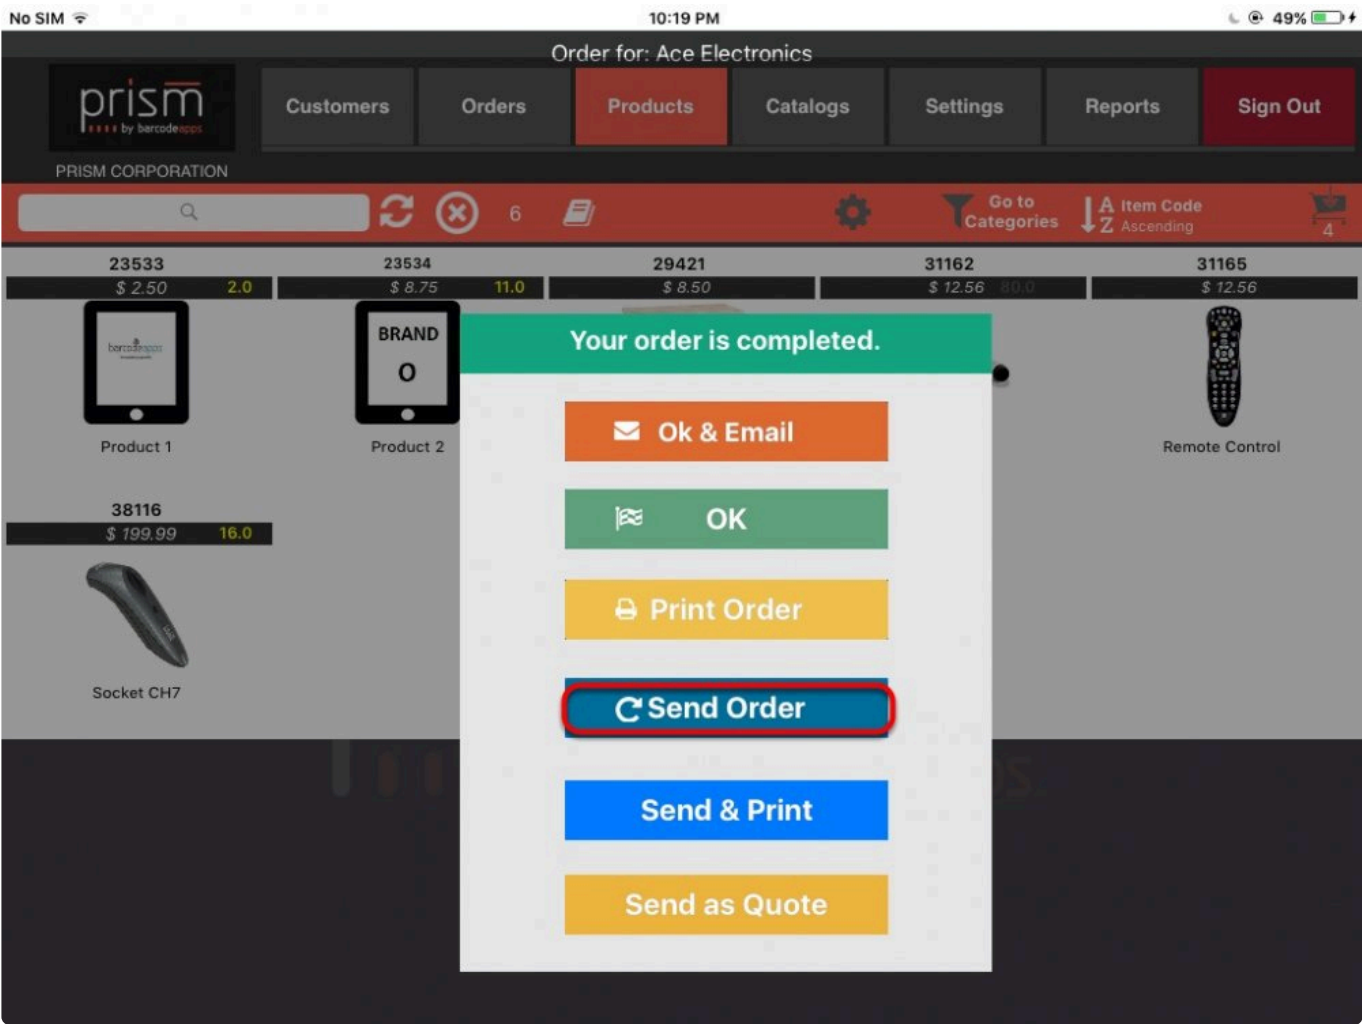 No SIM 10:19 PM 49%
Order for: Ace Electronics
prism
by barcodeapps
Customers Orders Products Catalogs Settings Reports Sign Out
PRISM CORPORATION
6 Go to Categories A Z Item Code Ascending 4
23533 23534 29421 31162 31165
$ 2.50 2.0 $ 8.75 11.0 $ 8.50 $ 12.56 80.0 $ 12.56
barcodeapps
BRAND
O
Product 1 Product 2 Remote Control
38116
$ 199.99 16.0
Socket CH7
Your order is completed.
Ok & Email
OK
Print Order
Send Order
Send & Print
Send as Quote